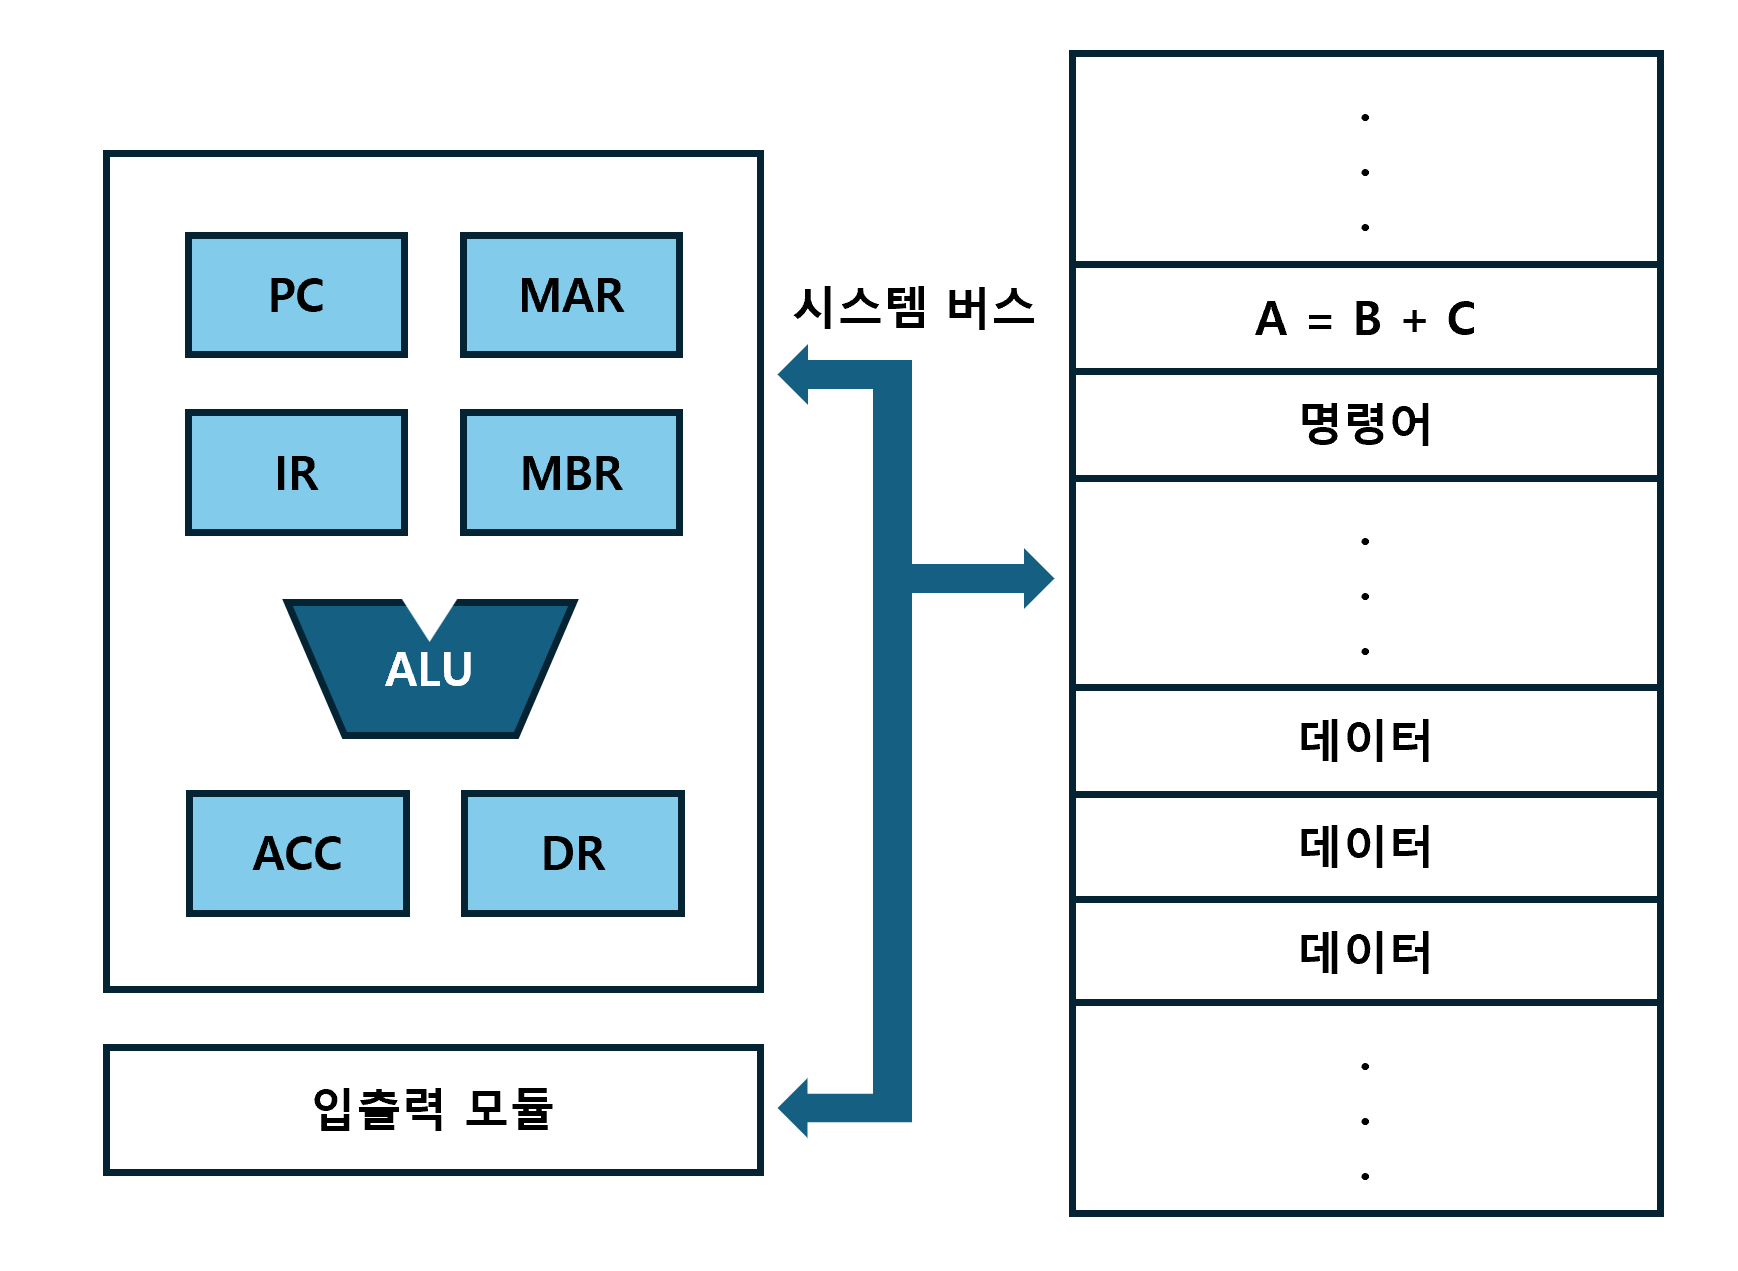 PC
MAR
IR
MBR
ALU
ACC
DR
입출력 모듈
시스템 버스
.
.
.
A = B + C
명령어
.
.
.
데이터
데이터
데이터
.
.
.